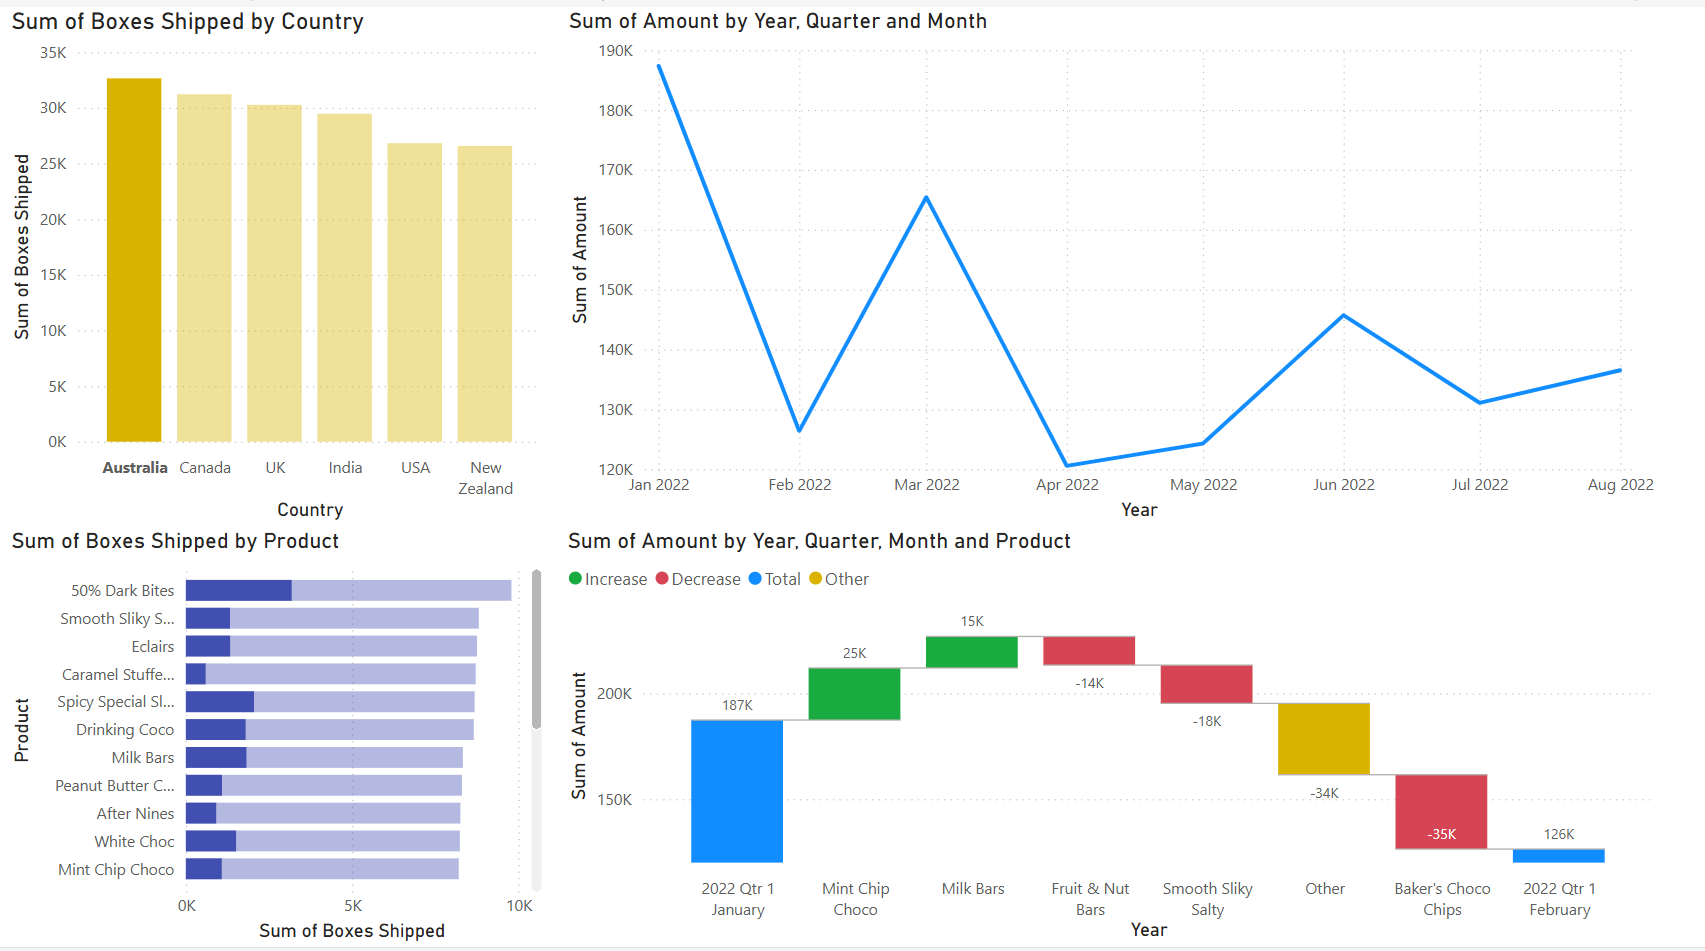 Sum of Boxes Shipped by Country
35K
30K
25K
20K
15K
10K
5K
0K
Sum of Boxes Shipped
Australia Canada UK India USA New
Zealand
Country
Sum of Amount by Year, Quarter and Month
190K
180K
170K
160K
150K
140K
130K
120K
Sum of Amount
Jan 2022 Feb 2022 Mar 2022 Apr 2022 May 2022 Jun 2022 Jul 2022 Aug 2022
Year
Sum of Boxes Shipped by Product
Product
50% Dark Bites
Smooth Sliky S...
Eclairs
Caramel Stuffe...
Spicy Special Sl...
Drinking Coco
Milk Bars
Peanut Butter C...
After Nines
White Choc
Mint Chip Choco
0K 5K 10K
Sum of Boxes Shipped
Sum of Amount by Year, Quarter, Month and Product
Increase Decrease Total Other
200K
150K
Sum of Amount
187K
25K
15K
-14K
-18K
-34K
-35K
126K
2022 Qtr 1 Mint Chip Milk Bars Fruit & Nut Smooth Sliky Other Baker's Choco 2022 Qtr 1
January Choco Bars Salty Chips February
Year